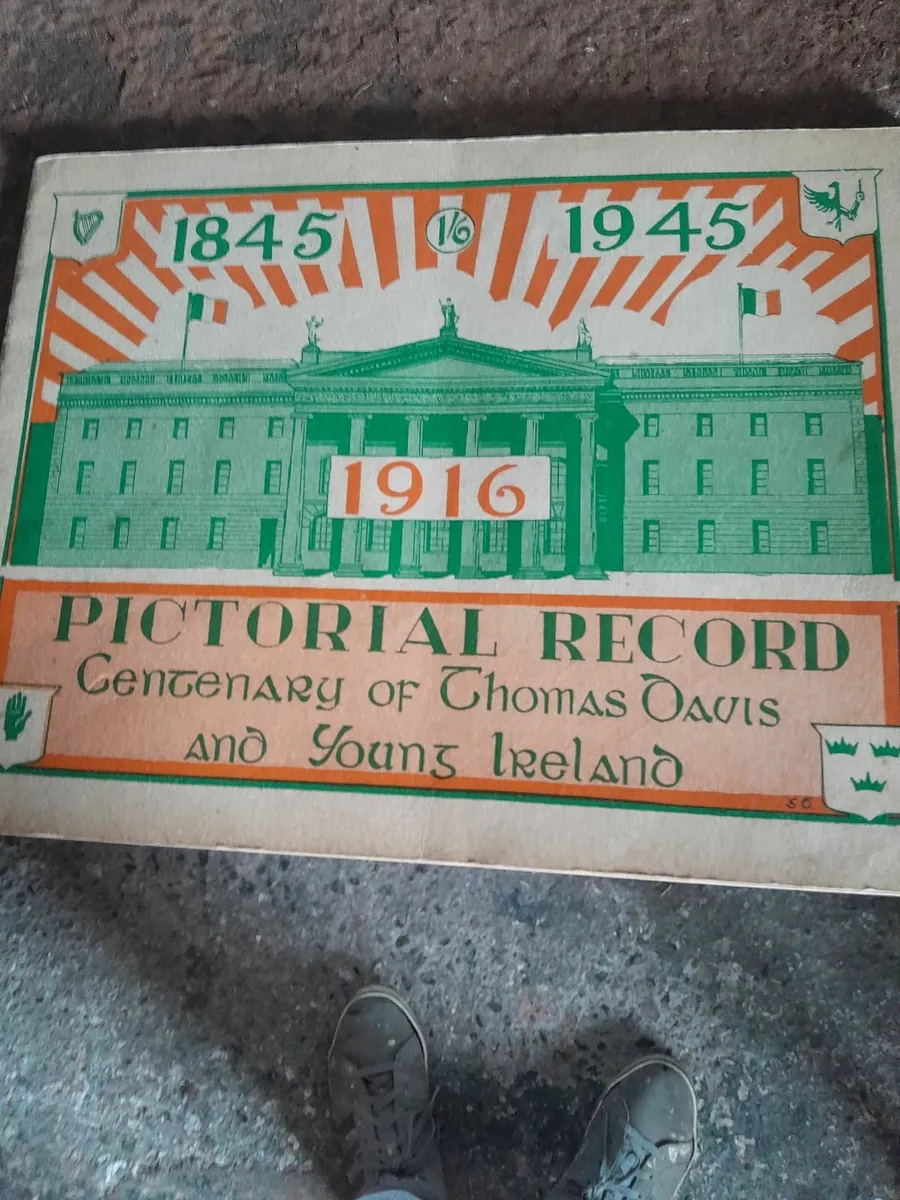 1845 1/6 1945
1916
PICTORIAL RECORD
Centenary of Thomas Davis
and Young Ireland
S.O.